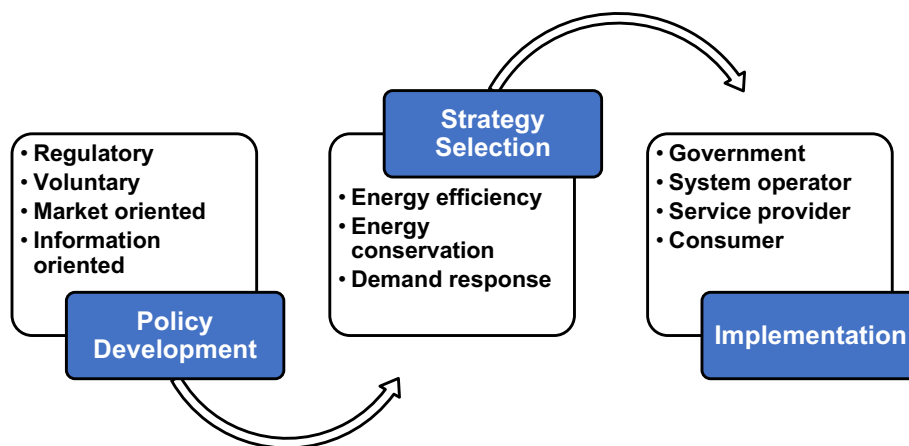 • Regulatory
• Voluntary
• Market oriented
• Information
oriented
Policy
Development
Strategy
Selection
• Energy efficiency
• Energy
conservation
• Demand response
• Government
• System operator
• Service provider
• Consumer
Implementation